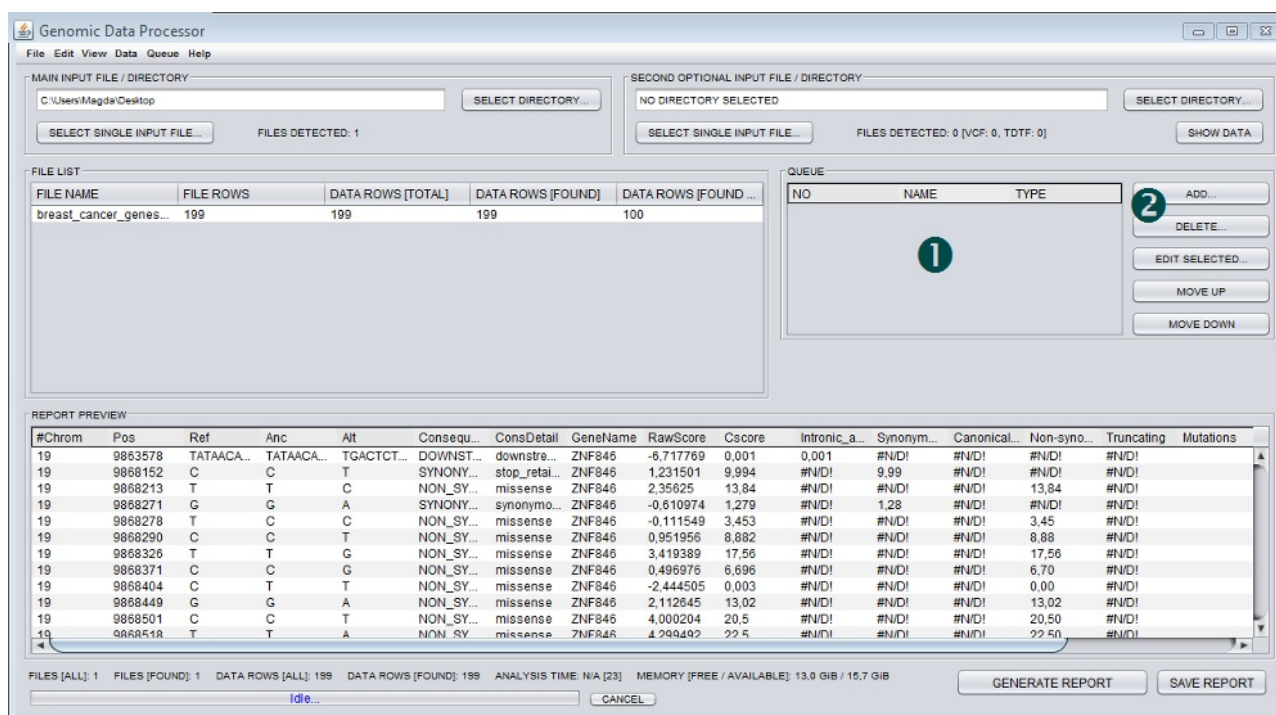 Genomic Data Processor
File Edit View Data Queue Help
MAIN INPUT FILE / DIRECTORY
C:\Users\Magda\Desktop
SELECT DIRECTORY...
SELECT SINGLE INPUT FILE...
FILES DETECTED: 1
SECOND OPTIONAL INPUT FILE / DIRECTORY
NO DIRECTORY SELECTED
SELECT DIRECTORY...
SELECT SINGLE INPUT FILE...
FILES DETECTED: 0 [VCF: 0, TDTF: 0]
SHOW DATA
FILE LIST
FILE NAME FILE ROWS DATA ROWS [TOTAL] DATA ROWS [FOUND] DATA ROWS [FOUND ...
breast_cancer_genes... 199 199 199 100
QUEUE
NO NAME TYPE
1
2
ADD...
DELETE...
EDIT SELECTED...
MOVE UP
MOVE DOWN
REPORT PREVIEW
#Chrom Pos Ref Anc Alt Consequ... ConsDetail GeneName RawScore Cscore Intronic_a... Synonym... Canonical... Non-syno... Truncating Mutations
19 9863578 TATAACA... TATAACA... TGACTCT... DOWNST... downstre... ZNF846 -6,717769 0,001 0,001 #N/D! #N/D! #N/D! #N/D!
19 9868152 C C T SYNONY... stop_retai... ZNF846 1,231501 9,994 #N/D! 9,99 #N/D! #N/D! #N/D!
19 9868213 T T C NON_SY... missense ZNF846 2,35625 13,84 #N/D! #N/D! #N/D! 13,84 #N/D!
19 9868271 G G A SYNONY... synonymo... ZNF846 -0,610974 1,279 #N/D! 1,28 #N/D! #N/D! #N/D!
19 9868278 T C C NON_SY... missense ZNF846 -0,111549 3,453 #N/D! #N/D! #N/D! 3,45 #N/D!
19 9868290 C C T NON_SY... missense ZNF846 0,951956 8,882 #N/D! #N/D! #N/D! 8,88 #N/D!
19 9868326 T T G NON_SY... missense ZNF846 3,419389 17,56 #N/D! #N/D! #N/D! 17,56 #N/D!
19 9868371 C C G NON_SY... missense ZNF846 0,496976 6,696 #N/D! #N/D! #N/D! 6,70 #N/D!
19 9868404 C T T NON_SY... missense ZNF846 -2,444505 0,003 #N/D! #N/D! #N/D! 0,00 #N/D!
19 9868449 G G A NON_SY... missense ZNF846 2,112645 13,02 #N/D! #N/D! #N/D! 13,02 #N/D!
19 9868501 C C T NON_SY... missense ZNF846 4,000204 20,5 #N/D! #N/D! #N/D! 20,50 #N/D!
19 9868518 T T A NON_SY missense ZNF846 4,299492 22,5 #N/D! #N/D! #N/D! 22,50 #N/D!
FILES [ALL]: 1 FILES [FOUND]: 1 DATA ROWS [ALL]: 199 DATA ROWS [FOUND]: 199 ANALYSIS TIME: N/A [23] MEMORY [FREE / AVAILABLE]: 13,0 GiB / 15,7 GiB
Idle...
CANCEL
GENERATE REPORT
SAVE REPORT